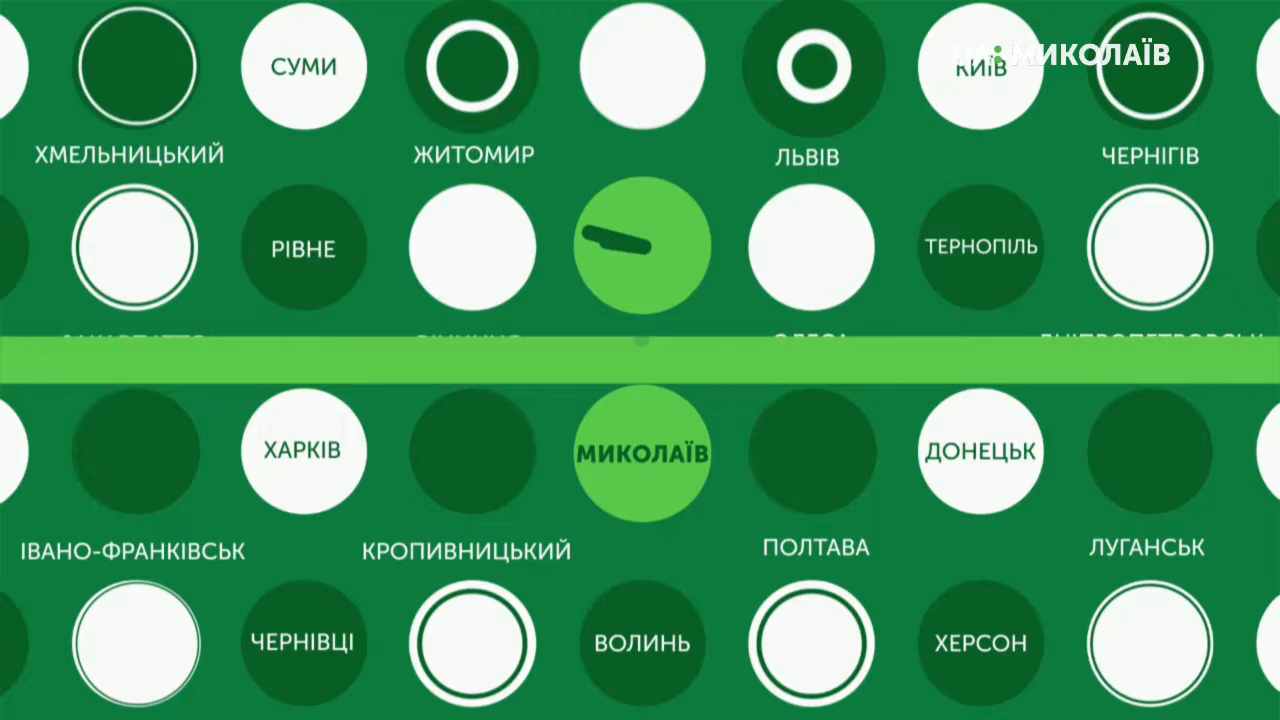 МИКОЛАЇВ
СУМИ
КИЇВ
ХМЕЛЬНИЦЬКИЙ
ЖИТОМИР
ЛЬВІВ
ЧЕРНІГІВ
РІВНЕ
ТЕРНОПІЛЬ
ХАРКІВ
МИКОЛАЇВ
ДОНЕЦЬК
ІВАНО-ФРАНКІВСЬК
КРОПИВНИЦЬКИЙ
ПОЛТАВА
ЛУГАНСЬК
ЧЕРНІВЦІ
ВОЛИНЬ
ХЕРСОН